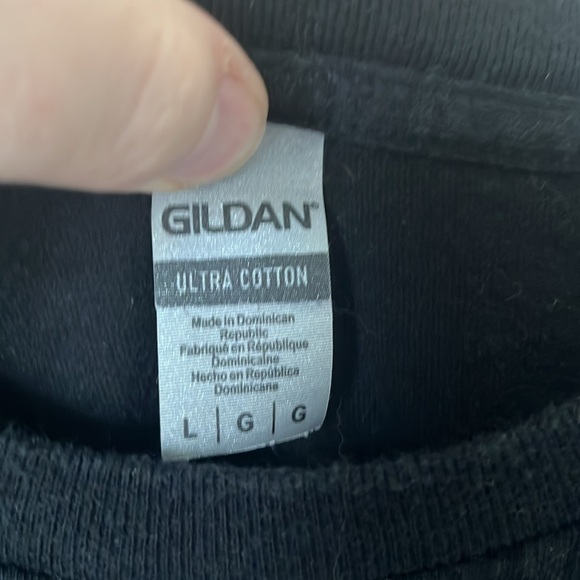 GILDAN®
ULTRA COTTON
Made in Dominican
Republic
Fabriqué en République
Dominicaine
Hecho en República
Dominicana
L | G | G